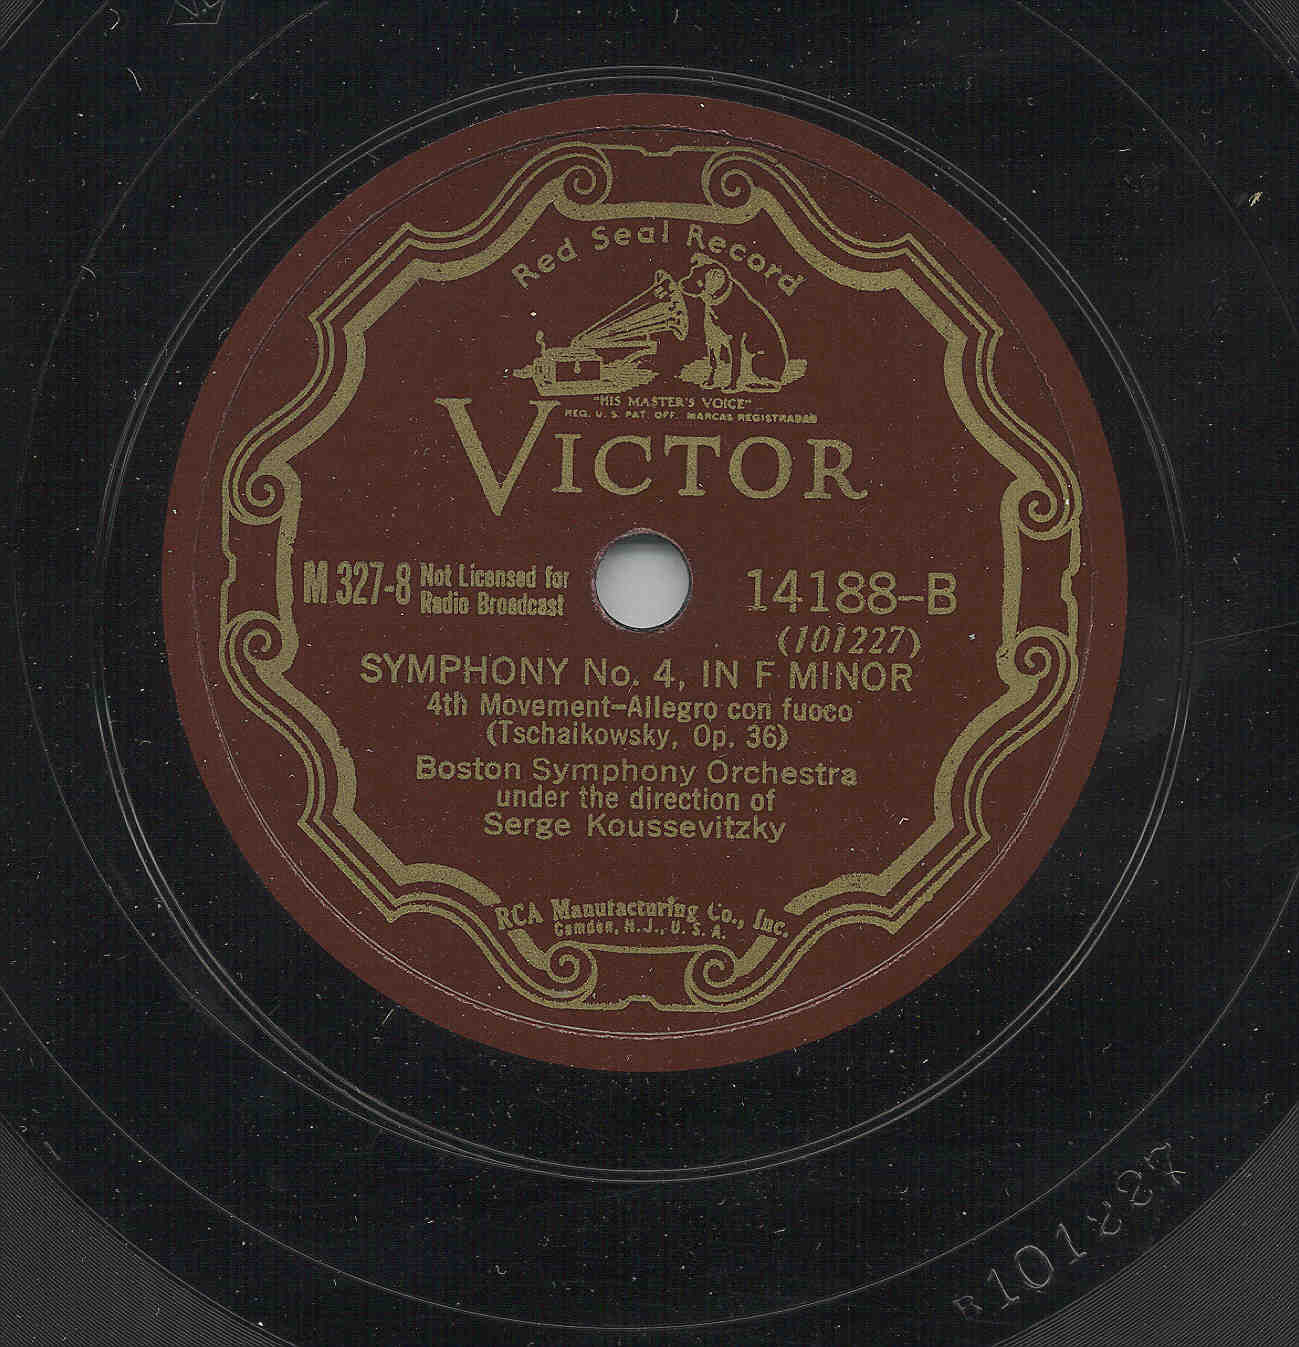 Red Seal Record
"HIS MASTER'S VOICE"
REG. U. S. PAT. OFF. MARCAS REGISTRADAS
VICTOR
M 327-8 Not Licensed for
Radio Broadcast
14188-B
(101227)
SYMPHONY No. 4, IN F MINOR
4th Movement-Allegro con fuoco
(Tschaikowsky, Op. 36)
Boston Symphony Orchestra
under the direction of
Serge Koussevitzky
RCA Manufacturing Co., Inc.
Camden, N. J., U. S. A.
R 101227